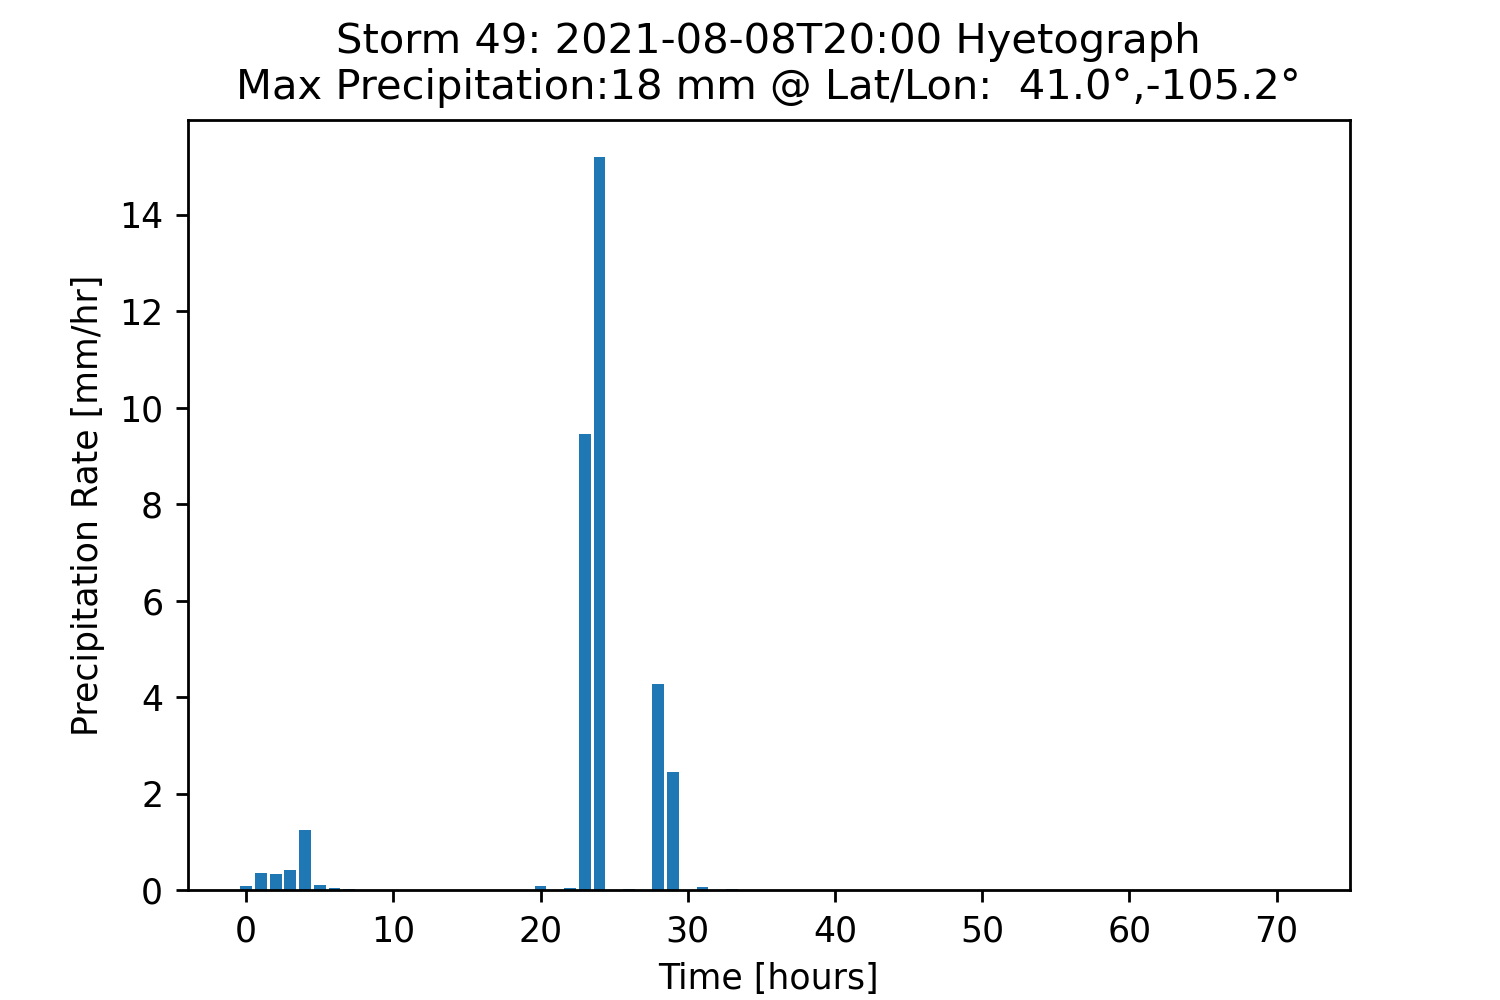 Storm 49: 2021-08-08T20:00 Hyetograph
Max Precipitation:18 mm @ Lat/Lon:  41.0°,-105.2°
Precipitation Rate [mm/hr]
14
12
10
8
6
4
2
0
0 10 20 30 40 50 60 70
Time [hours]